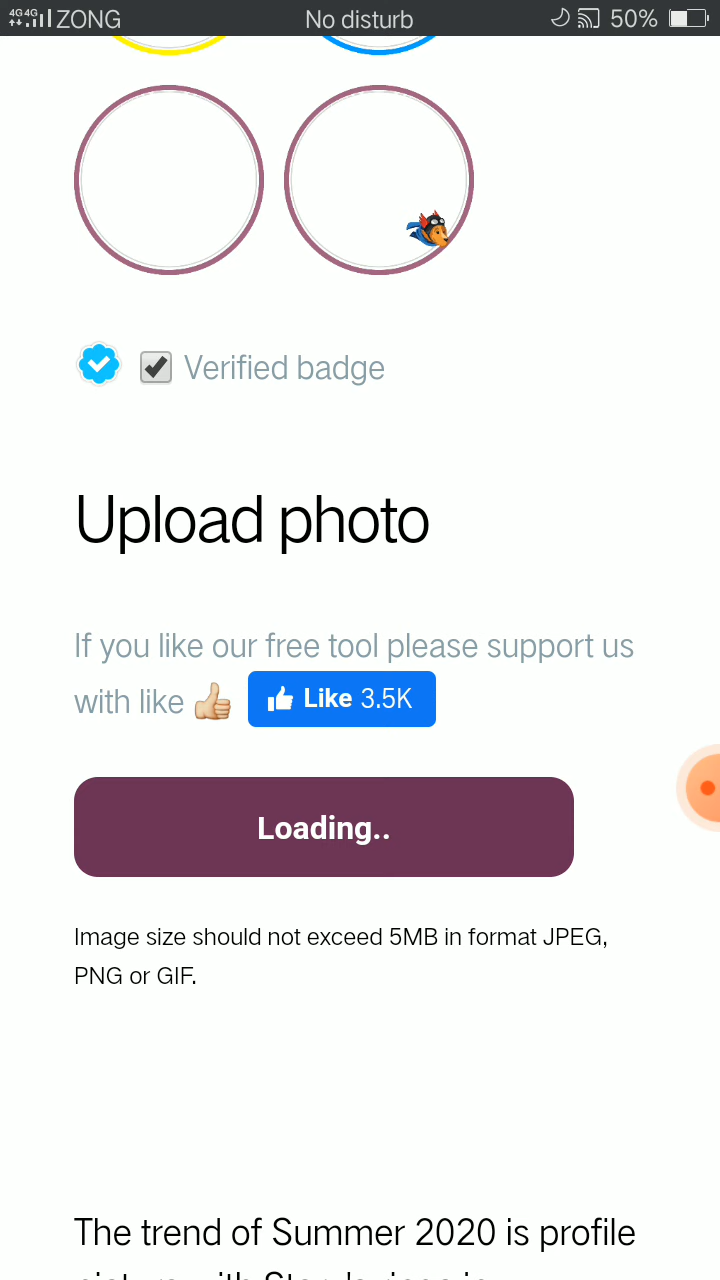 4G 4G ZONG No disturb 50%
Verified badge
Upload photo
If you like our free tool please support us
with like 👍🏼 Like 3.5K
Loading..
Image size should not exceed 5MB in format JPEG,
PNG or GIF.
The trend of Summer 2020 is profile